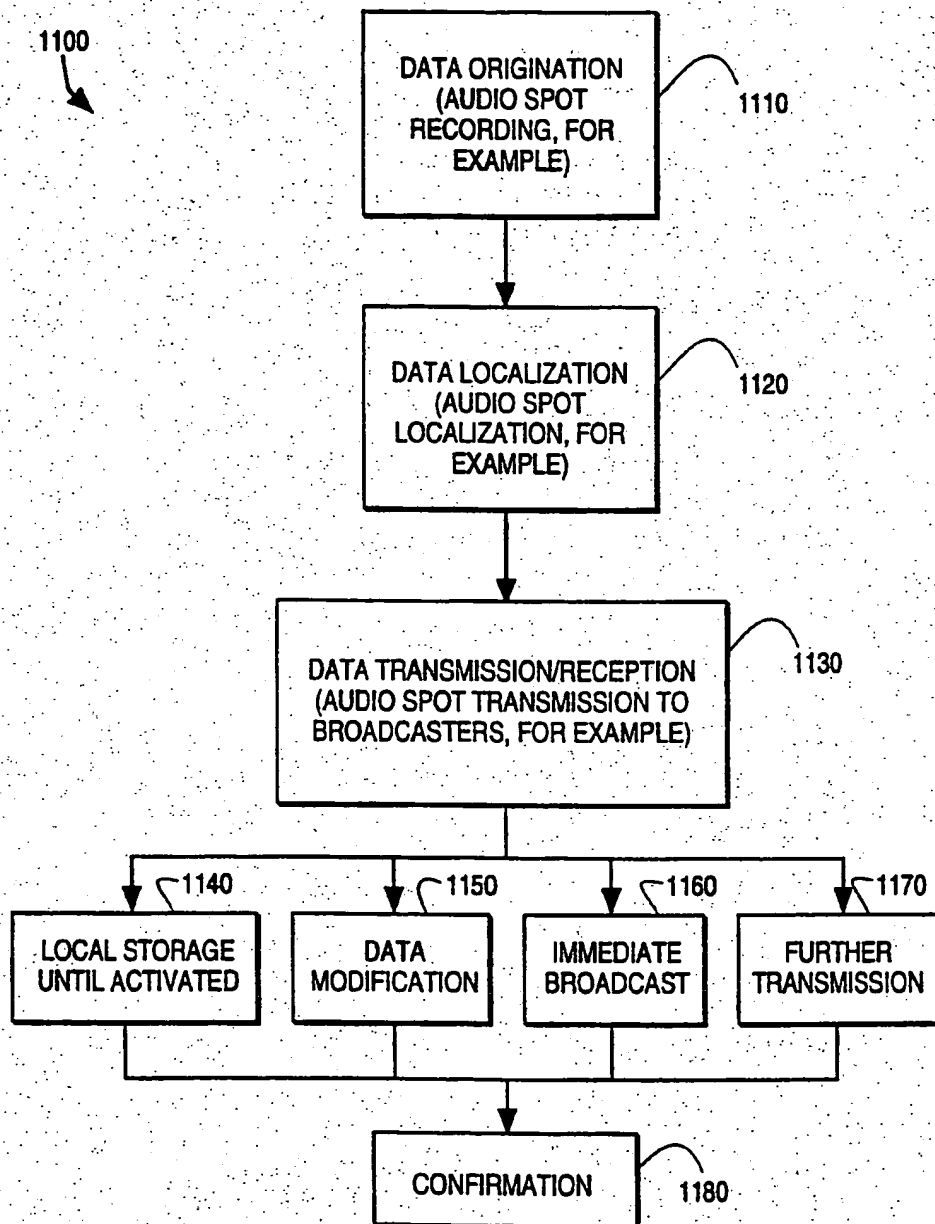 1100
DATA ORIGINATION
(AUDIO SPOT
RECORDING, FOR
EXAMPLE)
1110
DATA LOCALIZATION
(AUDIO SPOT
LOCALIZATION, FOR
EXAMPLE)
1120
DATA TRANSMISSION/RECEPTION
(AUDIO SPOT TRANSMISSION TO
BROADCASTERS, FOR EXAMPLE)
1130
1140
LOCAL STORAGE
UNTIL ACTIVATED
1150
DATA
MODIFICATION
1160
IMMEDIATE
BROADCAST
1170
FURTHER
TRANSMISSION
CONFIRMATION
1180